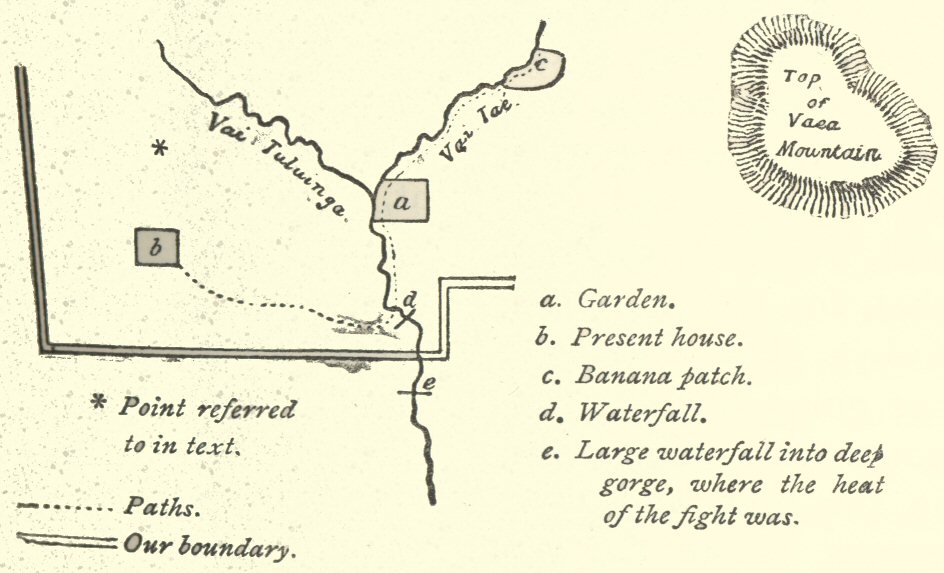 c
Vai Tuluinga.
Vai Tae
Top
of
Vaea
Mountain
*
a
b
d
e
a. Garden.
b. Present house.
c. Banana patch.
d. Waterfall.
e. Large waterfall into deep
gorge, where the heat
of the fight was.
* Point referred
to in text.
Paths.
Our boundary.